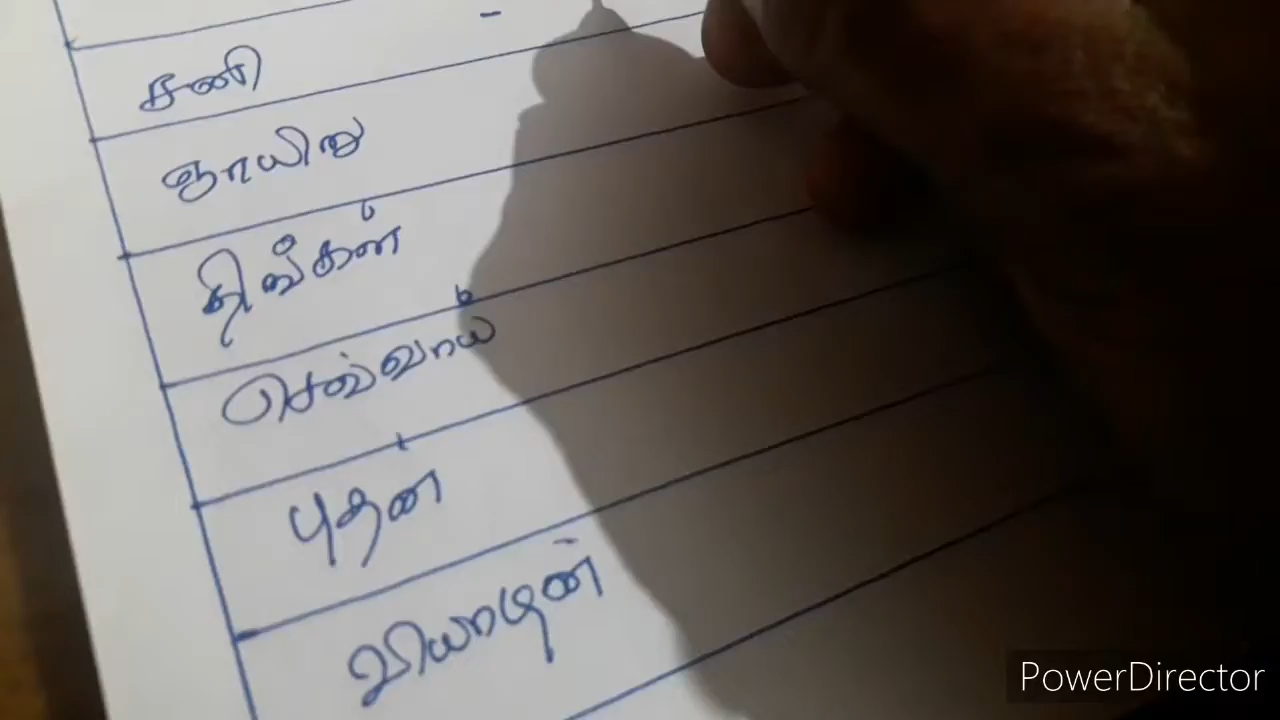 சனி
ஞாயிறு
திங்கள்
செவ்வாய்
புதன்
வியாழன்
PowerDirector